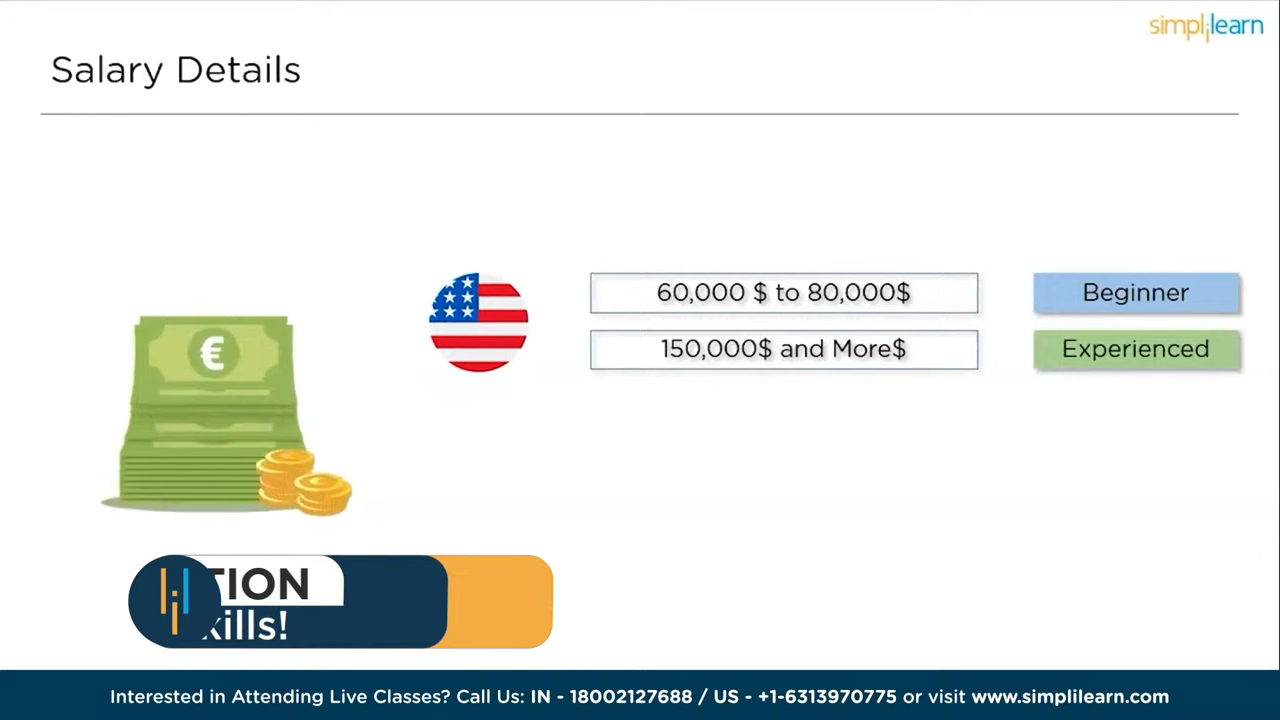 simplilearn
Salary Details
60,000 $ to 80,000$
Beginner
150,000$ and More$
Experienced
€
TION
kills!
Interested in Attending Live Classes? Call Us: IN - 18002127688 / US - +1-6313970775 or visit www.simplilearn.com